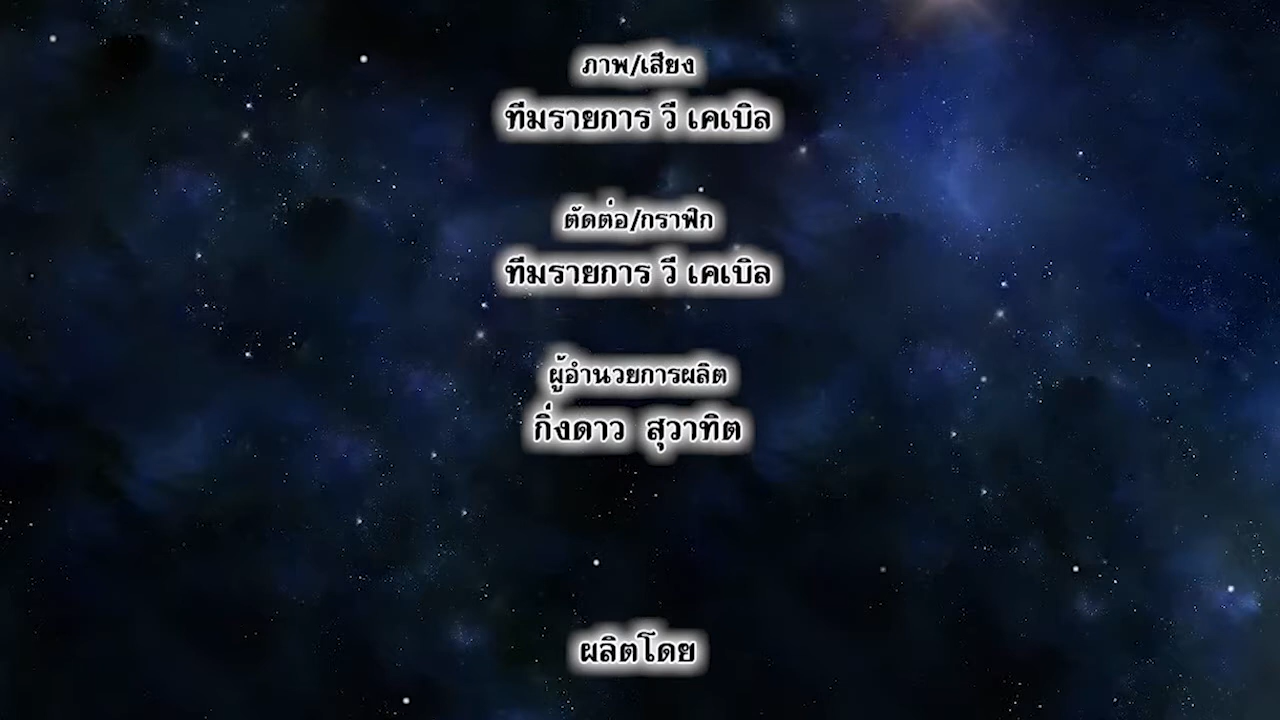 ภาพ/เสียง
ทีมรายการ วี เคเบิล
ตัดต่อ/กราฟิก
ทีมรายการ วี เคเบิล
ผู้อำนวยการผลิต
กิ่งดาว สุวาทิต
ผลิตโดย